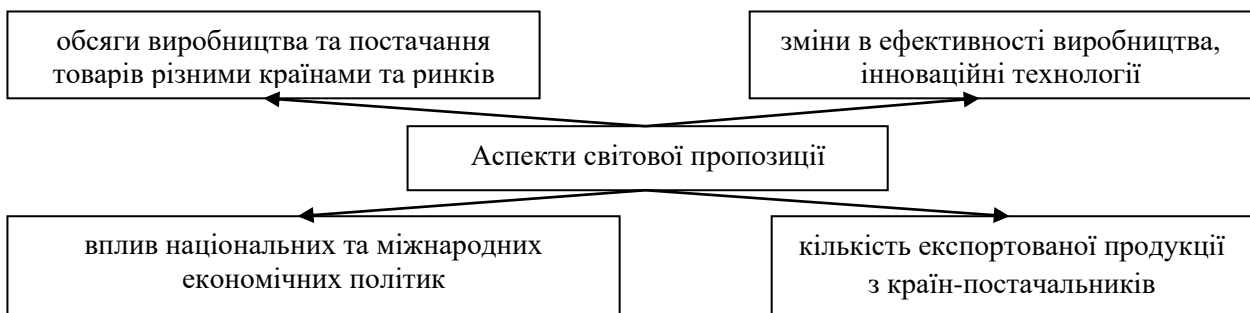 обсяги виробництва та постачання
товарів різними країнами та ринків
зміни в ефективності виробництва,
інноваційні технології
Аспекти світової пропозиції
вплив національних та міжнародних
економічних політик
кількість експортованої продукції
з країн-постачальників